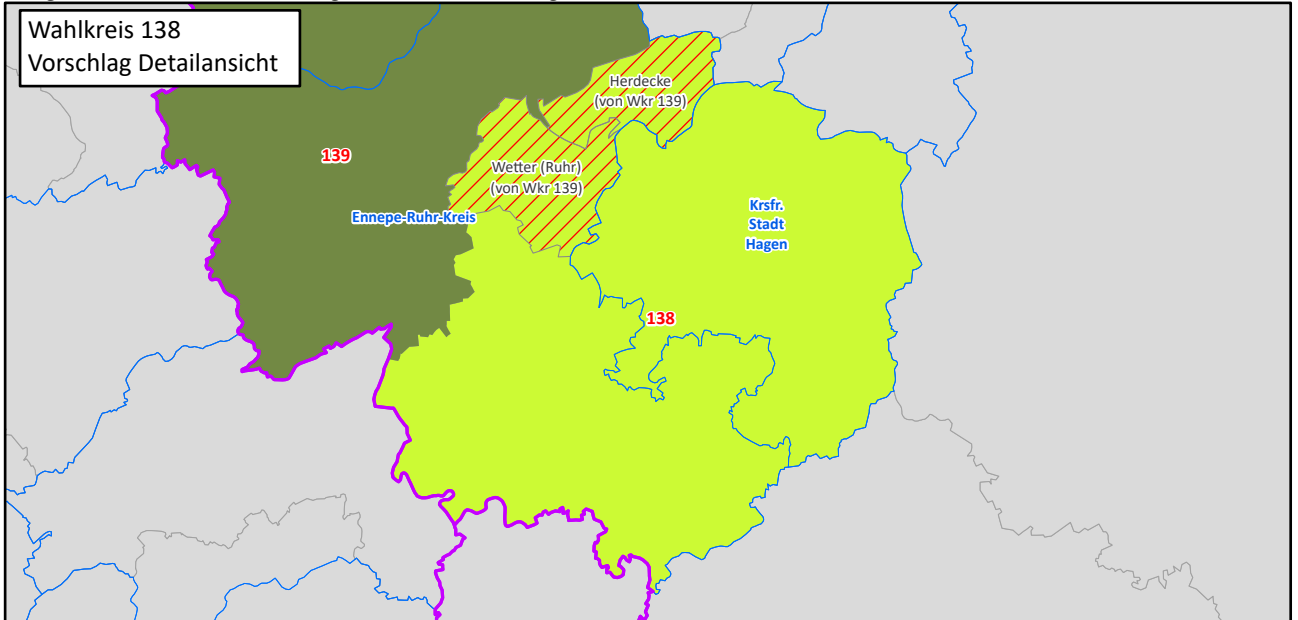 Wahlkreis 138
Vorschlag Detailansicht
Herdecke
(von Wkr 139)
139
Wetter (Ruhr)
(von Wkr 139)
Ennepe-Ruhr-Kreis
Krsfr.
Stadt
Hagen
138